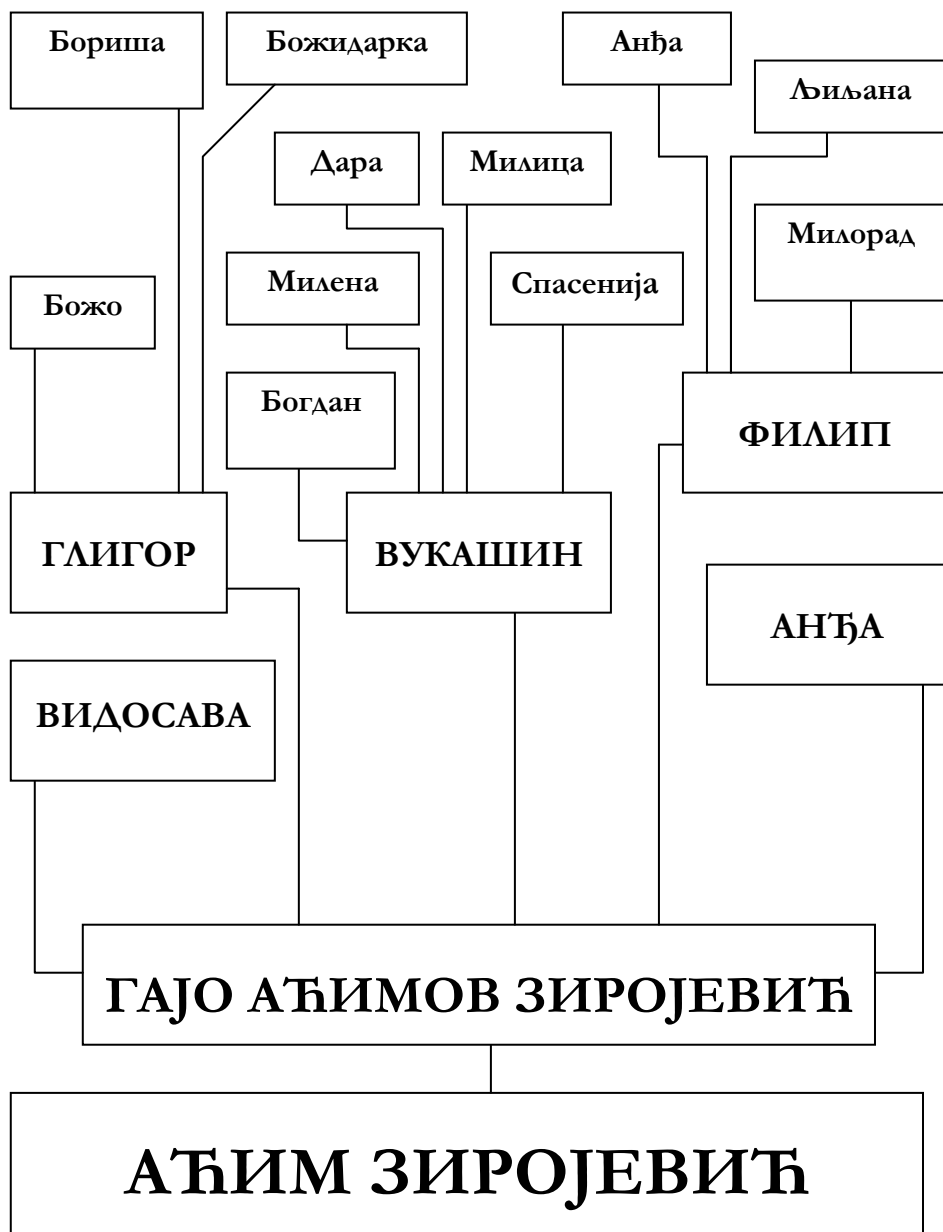 Бориша
Божидарка
Анђа
Љиљана
Дара
Милица
Милорад
Милена
Спасенија
Божо
Богдан
ФИЛИП
ГЛИГОР
ВУКАШИН
АНЂА
ВИДОСАВА
ГАЈО АЋИМОВ ЗИРОЈЕВИЋ
АЋИМ ЗИРОЈЕВИЋ